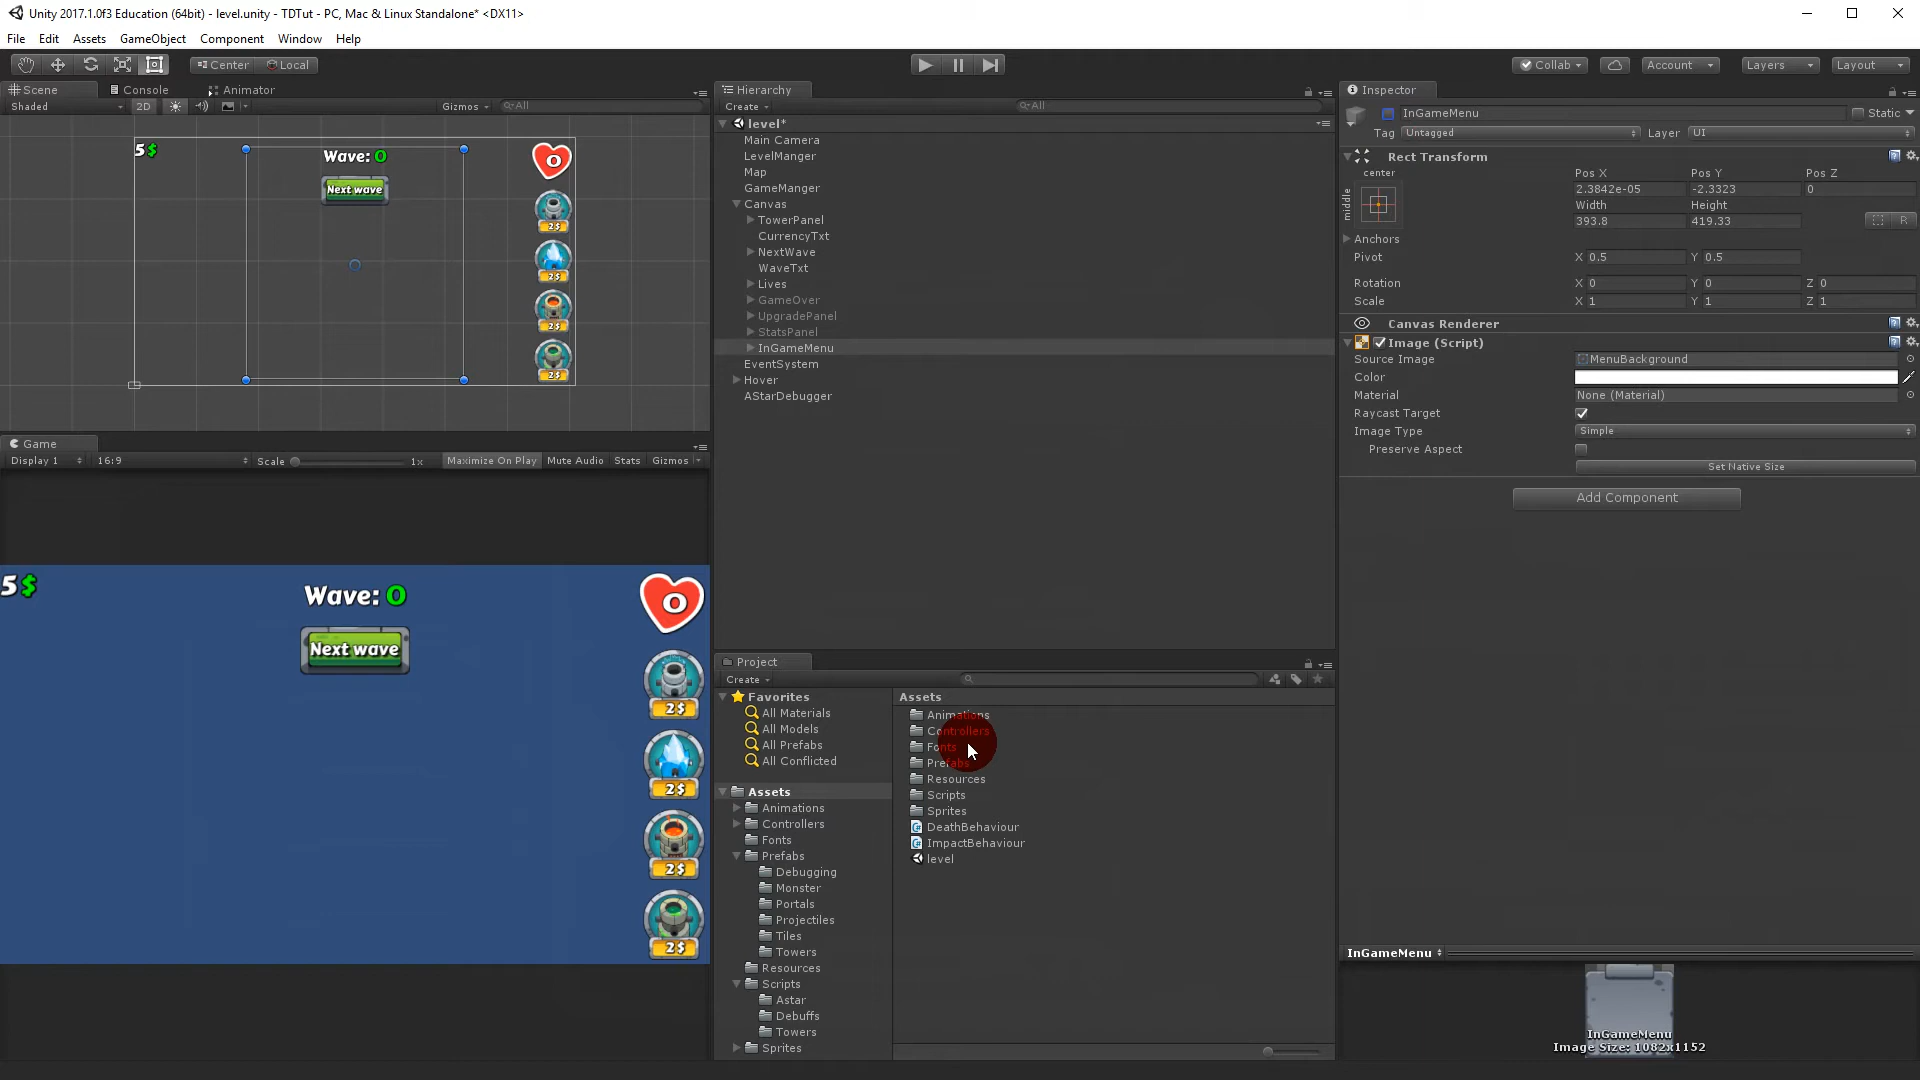 Unity 2017.1.0f3 Education (64bit) - level.unity - TDTut - PC, Mac & Linux Standalone* <DX11>
File Edit Assets GameObject Component Window Help
Center Local Collab Account Layers Layout
Scene Console Animator
Shaded 2D Gizmos All
5$
Wave: 0
Next wave
0
2$
2$
2$
2$
Game
Display 1 16:9 Scale 1x Maximize On Play Mute Audio Stats Gizmos
5$
Wave: 0
Next wave
0
2$
2$
2$
2$
Hierarchy
Create All
level*
Main Camera
LevelManger
Map
GameManger
Canvas
TowerPanel
CurrencyTxt
NextWave
WaveTxt
Lives
GameOver
UpgradePanel
StatsPanel
InGameMenu
EventSystem
Hover
AStarDebugger
Project
Create
Favorites
All Materials
All Models
All Prefabs
All Conflicted
Assets
Animations
Controllers
Fonts
Prefabs
Debugging
Monster
Portals
Projectiles
Tiles
Towers
Resources
Scripts
Astar
Debuffs
Towers
Sprites
Assets
Animations
Controllers
Fonts
Prefabs
Resources
Scripts
Sprites
DeathBehaviour
ImpactBehaviour
level
Inspector
InGameMenu Static
Tag Untagged Layer UI
Rect Transform
center
middle
Pos X Pos Y Pos Z
2.3842e-05 -2.3323 0
Width Height
393.8 419.33
R
Anchors
Pivot X 0.5 Y 0.5
Rotation X 0 Y 0 Z 0
Scale X 1 Y 1 Z 1
Canvas Renderer
Image (Script)
Source Image MenuBackground
Color
Material None (Material)
Raycast Target
Image Type Simple
Preserve Aspect
Set Native Size
Add Component
InGameMenu
InGameMenu
Image Size: 1082x1152